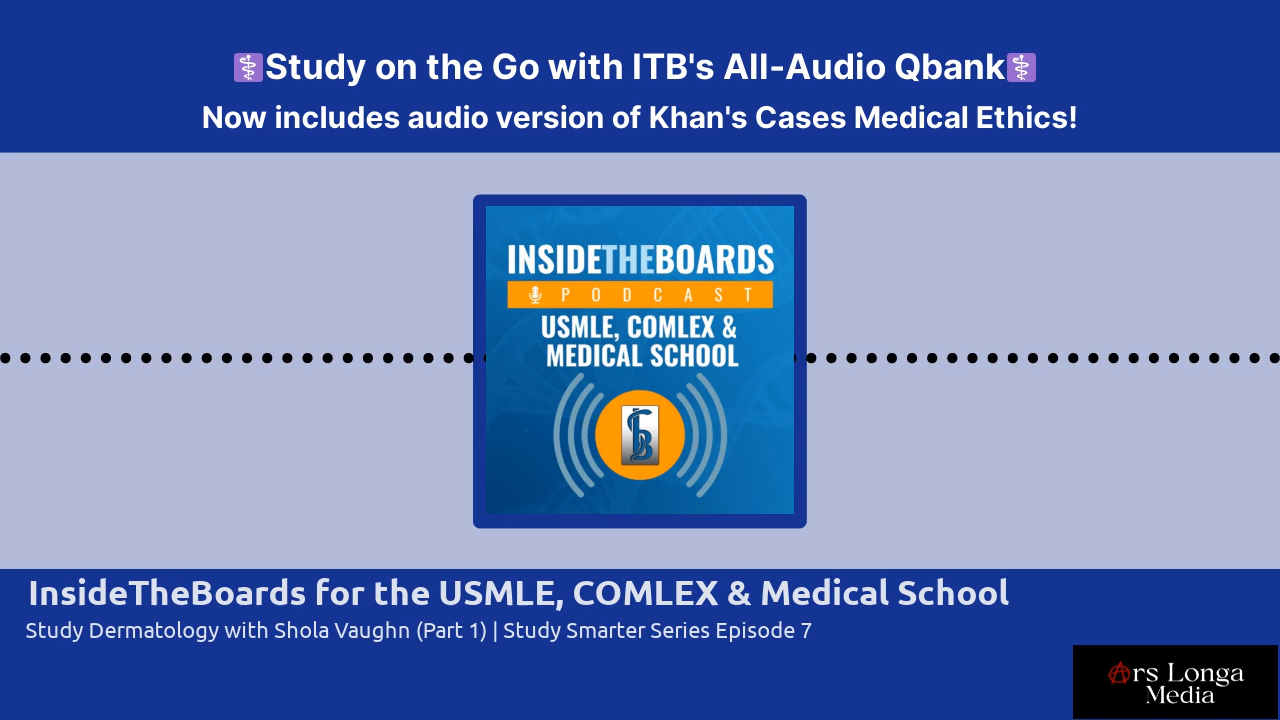 ⚕️Study on the Go with ITB's All-Audio Qbank⚕️
Now includes audio version of Khan's Cases Medical Ethics!
INSIDETHEBOARDS
PODCAST
USMLE, COMLEX &
MEDICAL SCHOOL
InsideTheBoards for the USMLE, COMLEX & Medical School
Study Dermatology with Shola Vaughn (Part 1) | Study Smarter Series Episode 7
Ars Longa
Media